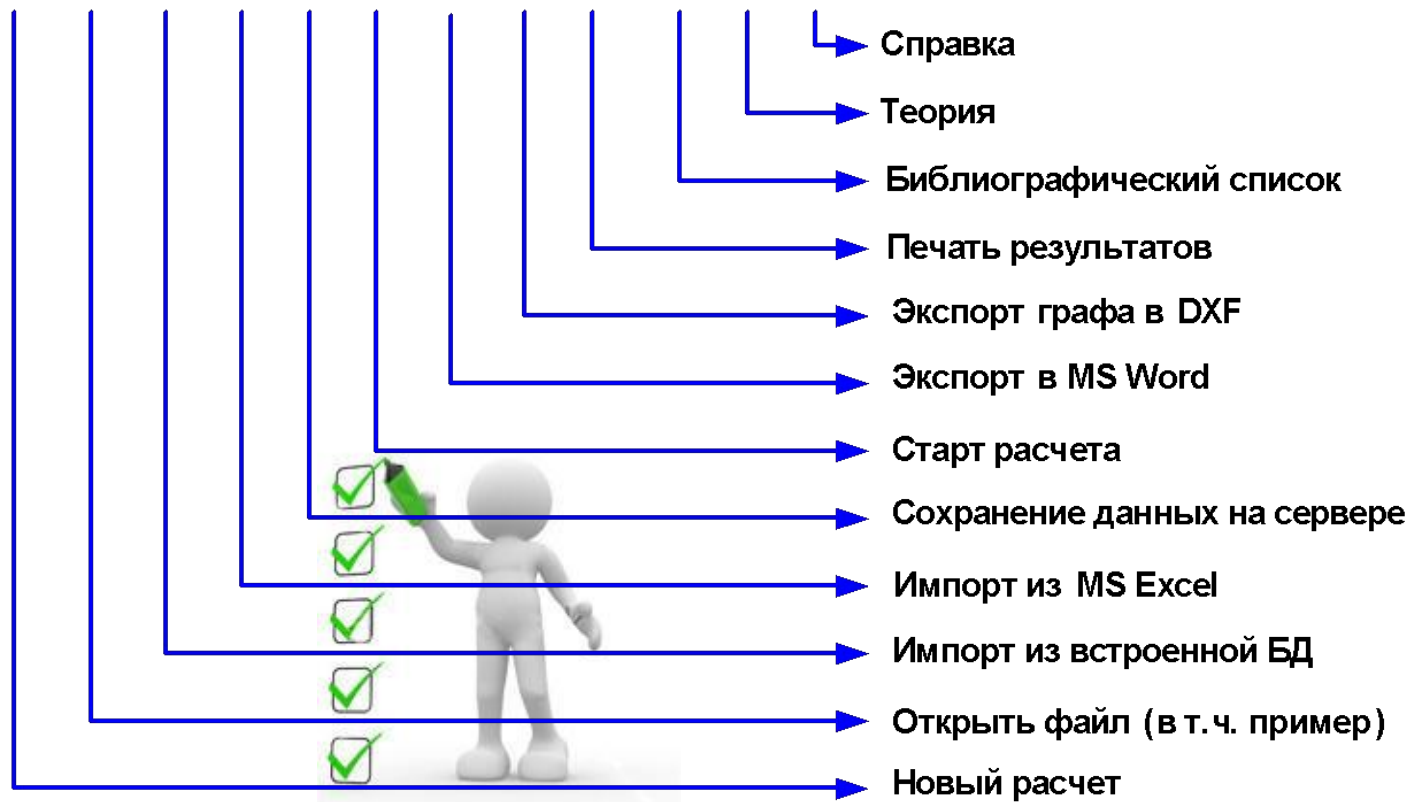 Справка
Теория
Библиографический список
Печать результатов
Экспорт графа в DXF
Экспорт в MS Word
Старт расчета
Сохранение данных на сервере
Импорт из MS Excel
Импорт из встроенной БД
Открыть файл (в т.ч. пример)
Новый расчет